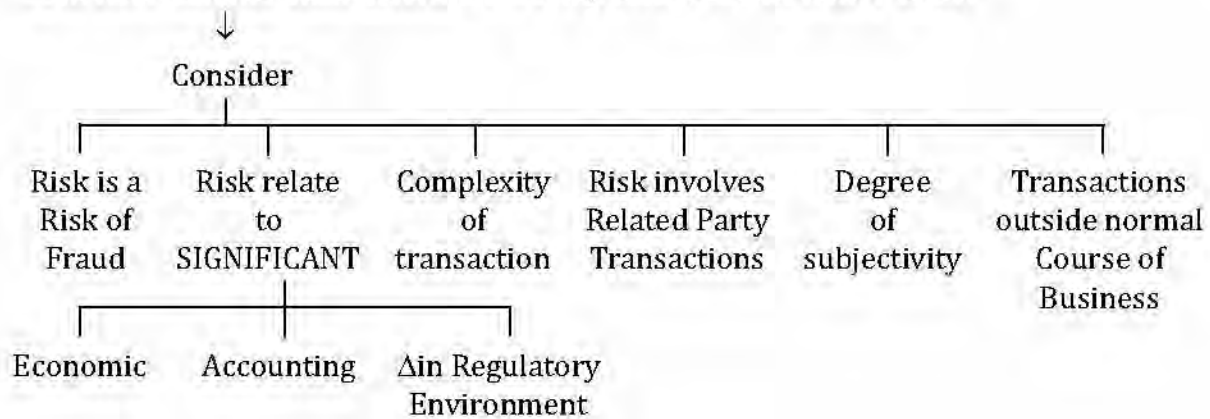 ↓
Consider
Risk is a Risk of Fraud
Risk relate to SIGNIFICANT
Complexity of transaction
Risk involves Related Party Transactions
Degree of subjectivity
Transactions outside normal Course of Business
Economic
Accounting
Δin Regulatory Environment